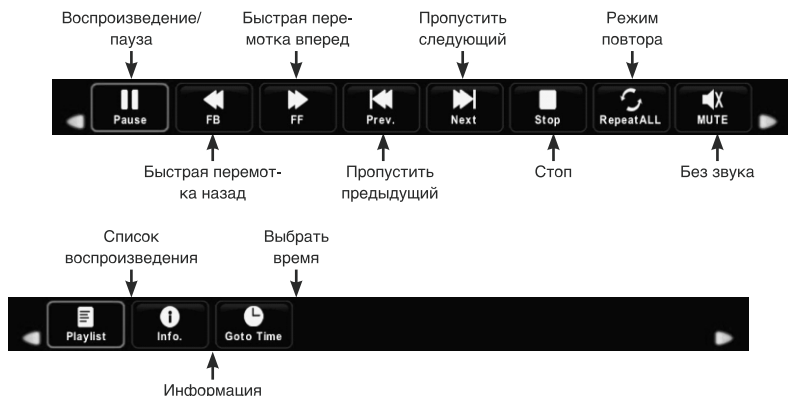 Воспроизведение/
пауза
Быстрая пере-
мотка вперед
Пропустить
следующий
Режим
повтора
Pause
FB
FF
Prev.
Next
Stop
RepeatALL
MUTE
Быстрая перемот-
ка назад
Пропустить
предыдущий
Стоп
Без звука
Список
воспроизведения
Выбрать
время
Playlist
Info.
Goto Time
Информация